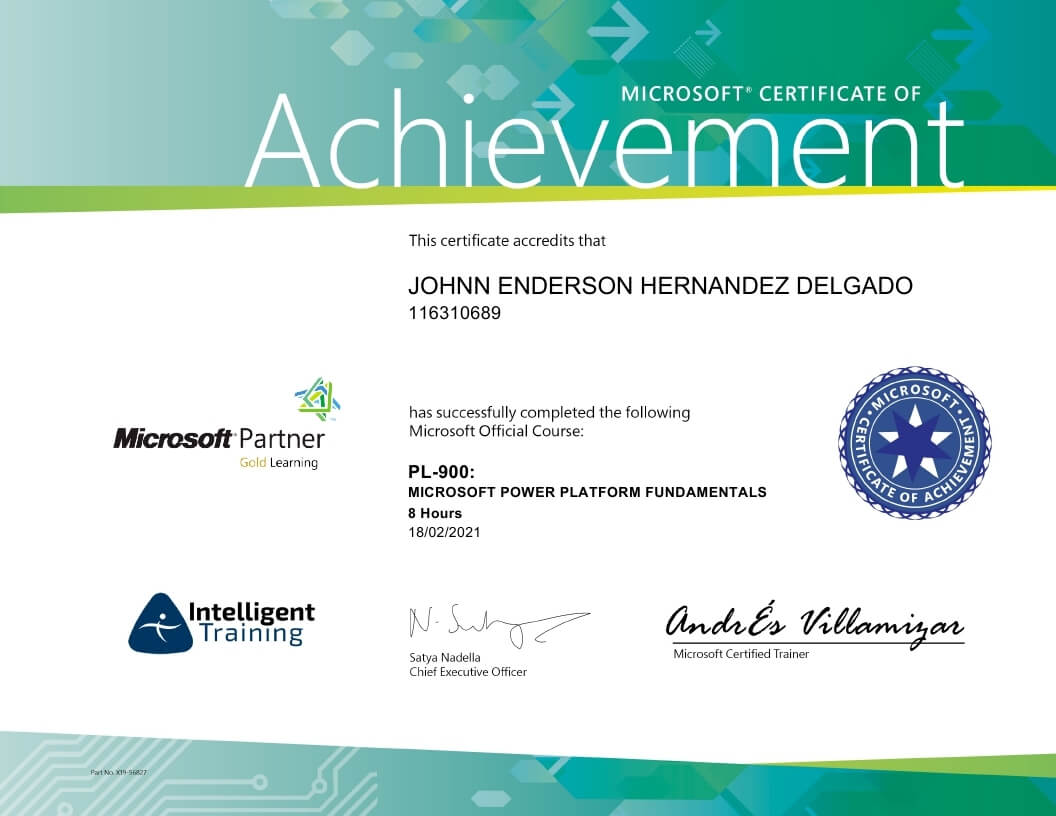 MICROSOFT® CERTIFICATE OF
Achievement
This certificate accredits that
JOHNN ENDERSON HERNANDEZ DELGADO
116310689
has successfully completed the following
Microsoft Official Course:
Microsoft Partner
Gold Learning
PL-900:
MICROSOFT POWER PLATFORM FUNDAMENTALS
8 Hours
18/02/2021
MICROSOFT • CERTIFICATE OF ACHIEVEMENT •
Intelligent
Training
Satya Nadella
Chief Executive Officer
AndrÉs Villamizar
Microsoft Certified Trainer
Part No. X19-56827